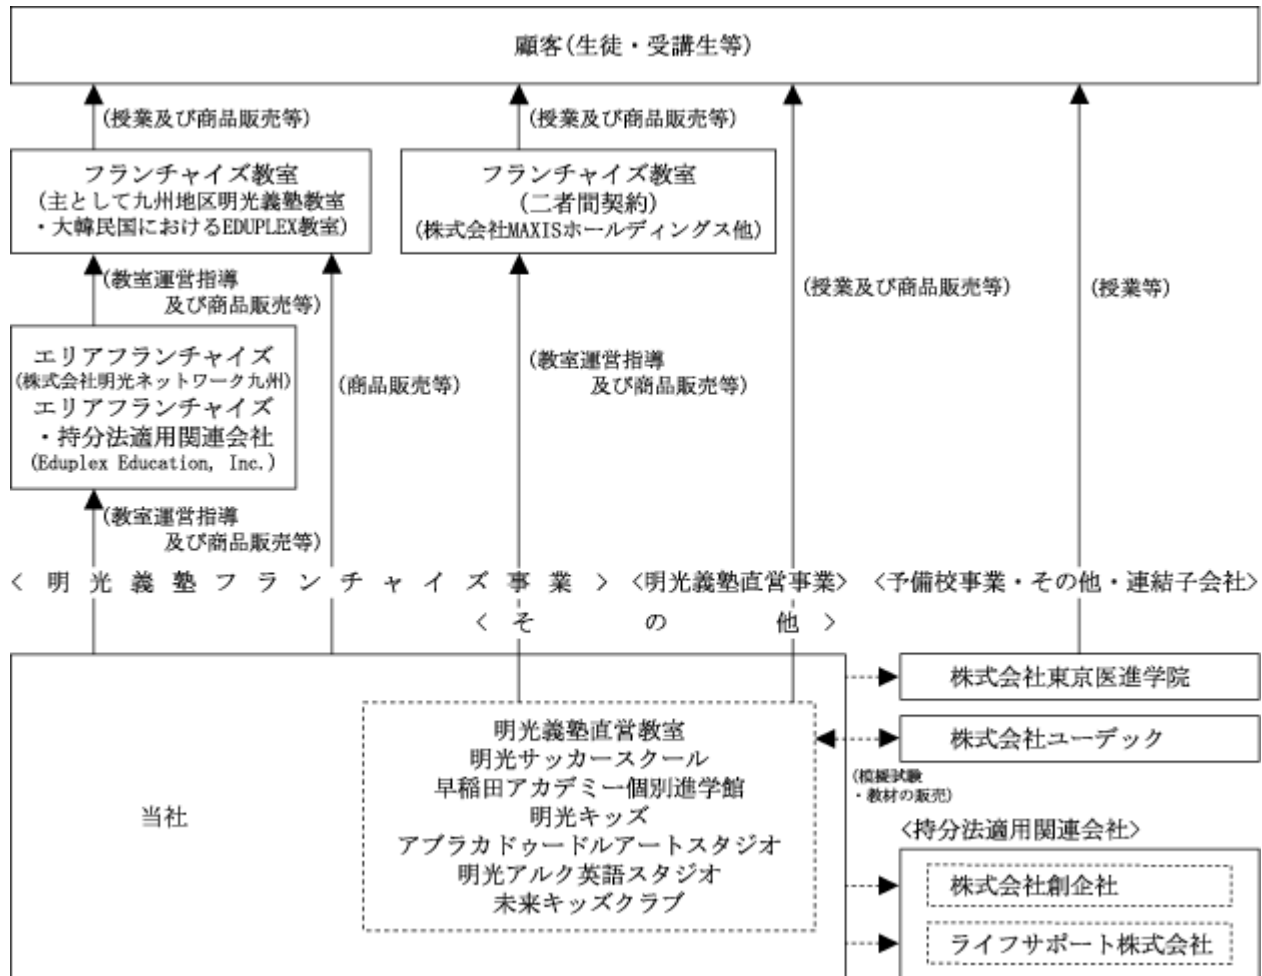 顧客(生徒・受講生等)
(授業及び商品販売等)
(授業及び商品販売等)
フランチャイズ教室
(主として九州地区明光義塾教室
・大韓民国におけるEDUPLEX教室)
フランチャイズ教室
(二者間契約)
(株式会社MAXISホールディングス他)
(教室運営指導
及び商品販売等)
(授業及び商品販売等)
(授業等)
エリアフランチャイズ
(株式会社明光ネットワーク九州)
エリアフランチャイズ
・持分法適用関連会社
(Eduplex Education, Inc.)
(商品販売等)
(教室運営指導
及び商品販売等)
(教室運営指導
及び商品販売等)
<明光義塾フランチャイズ事業>
<明光義塾直営事業>
<予備校事業・その他・連結子会社>
<その他>
当社
明光義塾直営教室
明光サッカースクール
早稲田アカデミー個別進学館
明光キッズ
アブラカドゥードルアートスタジオ
明光アルク英語スタジオ
未来キッズクラブ
株式会社東京医進学院
株式会社ユーデック
(模擬試験
・教材の販売)
<持分法適用関連会社>
株式会社創企社
ライフサポート株式会社